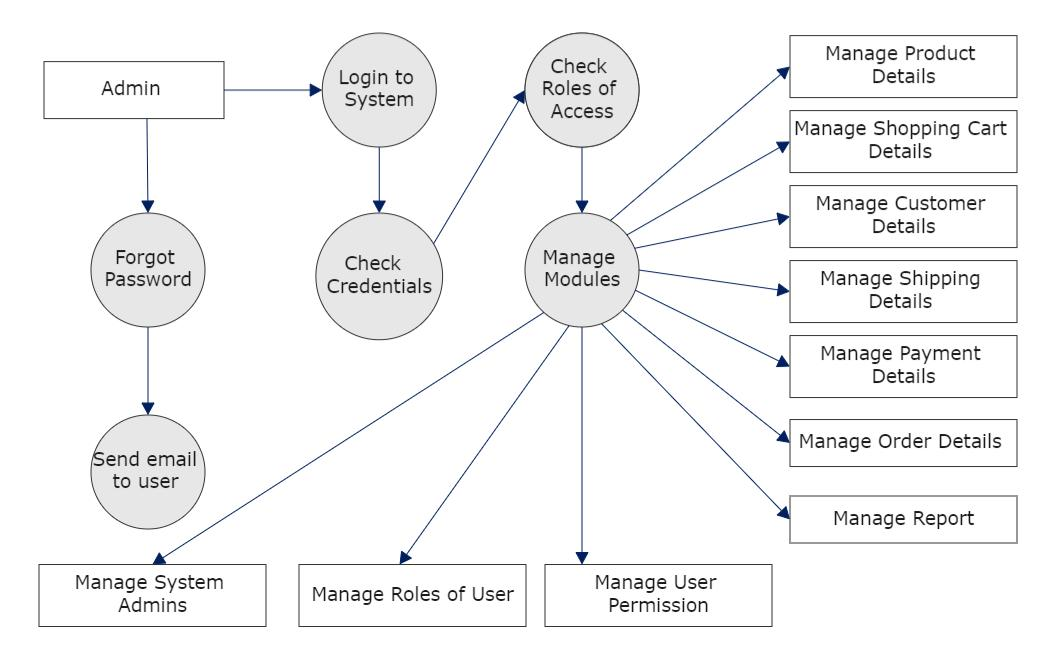 Admin
Login to
System
Check
Roles of
Access
Manage Product
Details
Manage Shopping Cart
Details
Manage Customer
Details
Forgot
Password
Check
Credentials
Manage
Modules
Manage Shipping
Details
Manage Payment
Details
Manage Order Details
Send email
to user
Manage Report
Manage System
Admins
Manage Roles of User
Manage User
Permission